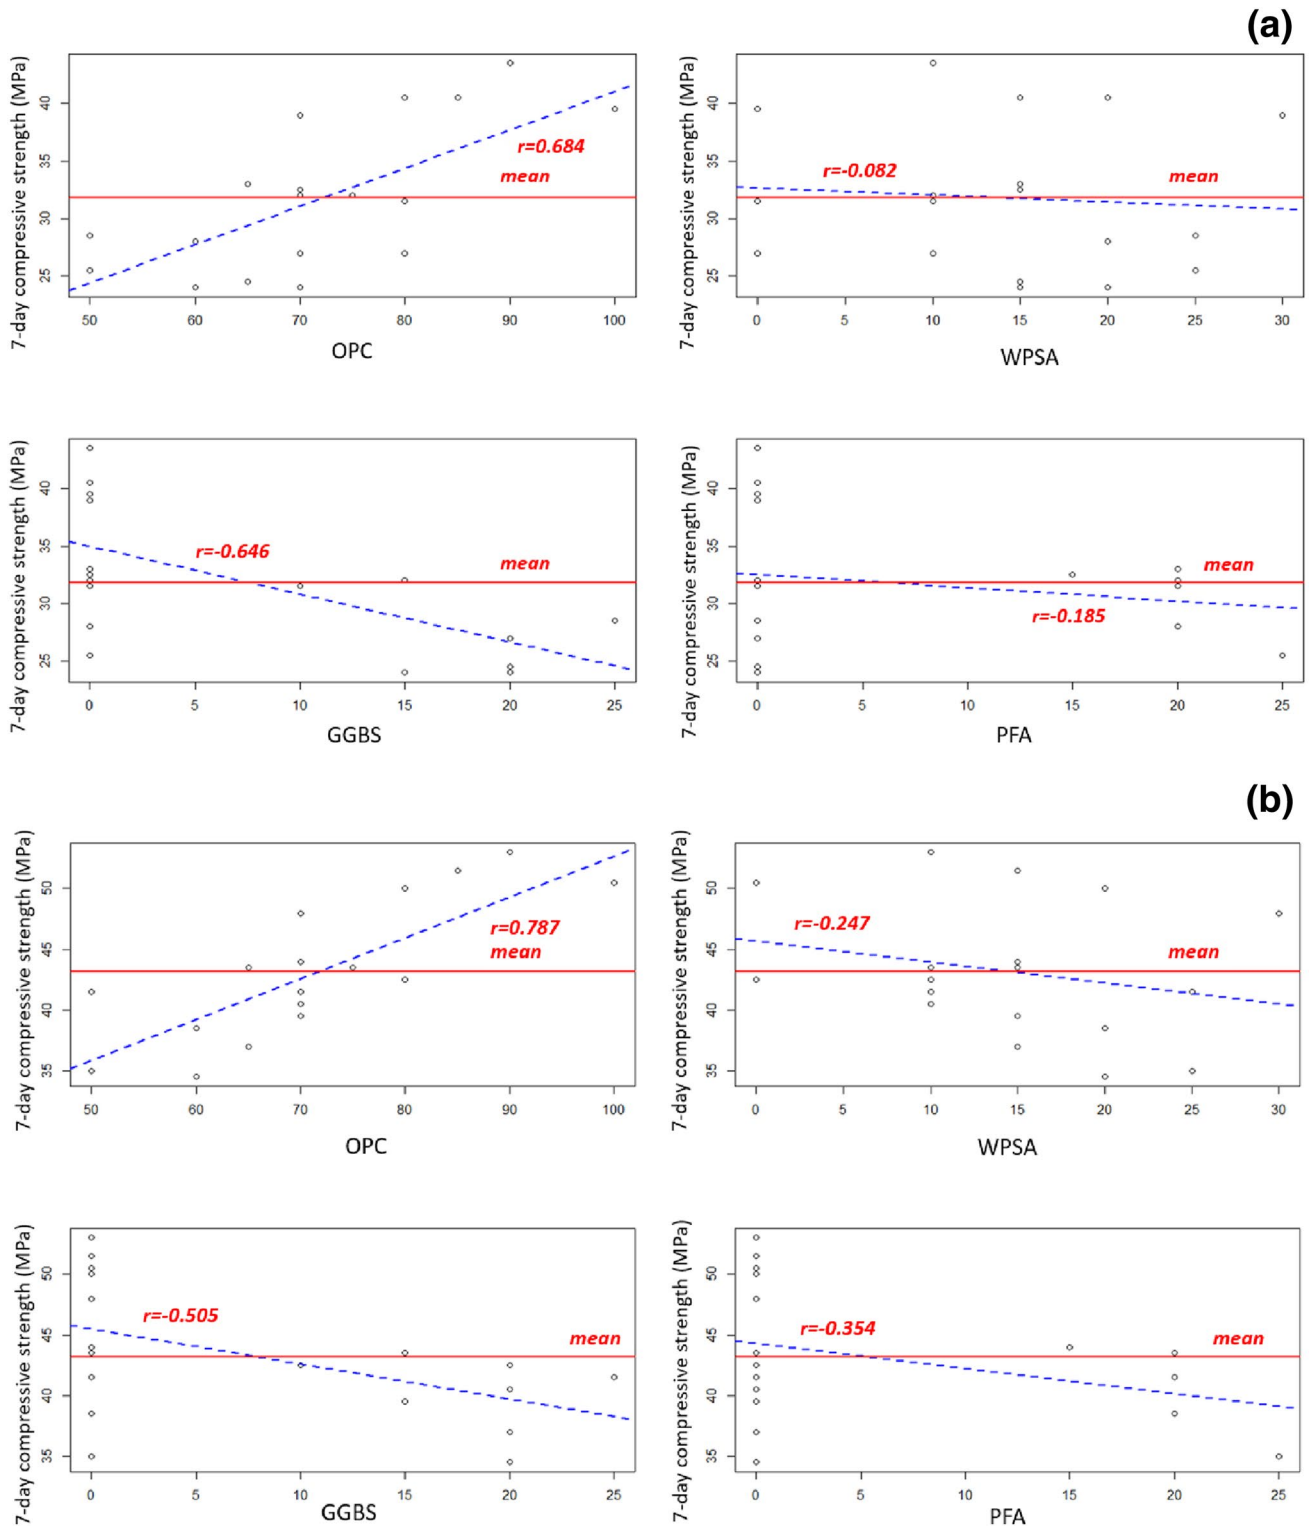 (a)
7-day compressive strength (MPa)
40
35
30
25
r=0.684
mean
50 60 70 80 90 100
OPC
7-day compressive strength (MPa)
40
35
30
25
r=-0.082
mean
0 5 10 15 20 25 30
WPSA
7-day compressive strength (MPa)
40
35
30
25
r=-0.646
mean
0 5 10 15 20 25
GGBS
7-day compressive strength (MPa)
40
35
30
25
mean
r=-0.185
0 5 10 15 20 25
PFA
(b)
7-day compressive strength (MPa)
50
45
40
35
r=0.787
mean
50 60 70 80 90 100
OPC
7-day compressive strength (MPa)
50
45
40
35
r=-0.247
mean
0 5 10 15 20 25 30
WPSA
7-day compressive strength (MPa)
50
45
40
35
r=-0.505
mean
0 5 10 15 20 25
GGBS
7-day compressive strength (MPa)
50
45
40
35
r=-0.354
mean
0 5 10 15 20 25
PFA